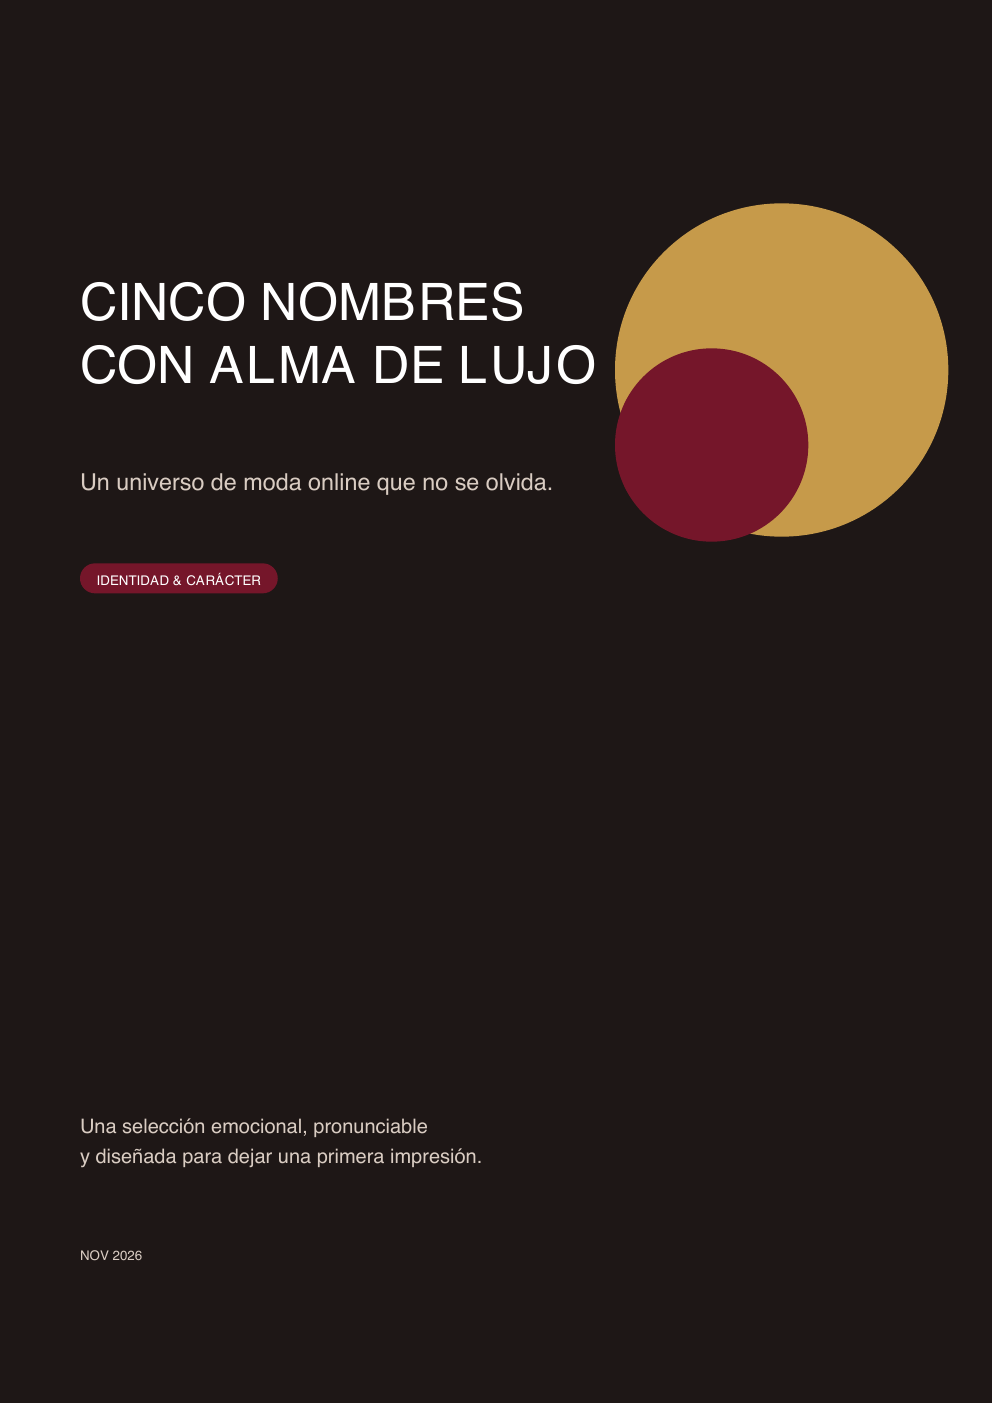 CINCO NOMBRES
CON ALMA DE LUJO
Un universo de moda online que no se olvida.
IDENTIDAD & CARÁCTER
Una selección emocional, pronunciable
y diseñada para dejar una primera impresión.
NOV 2026